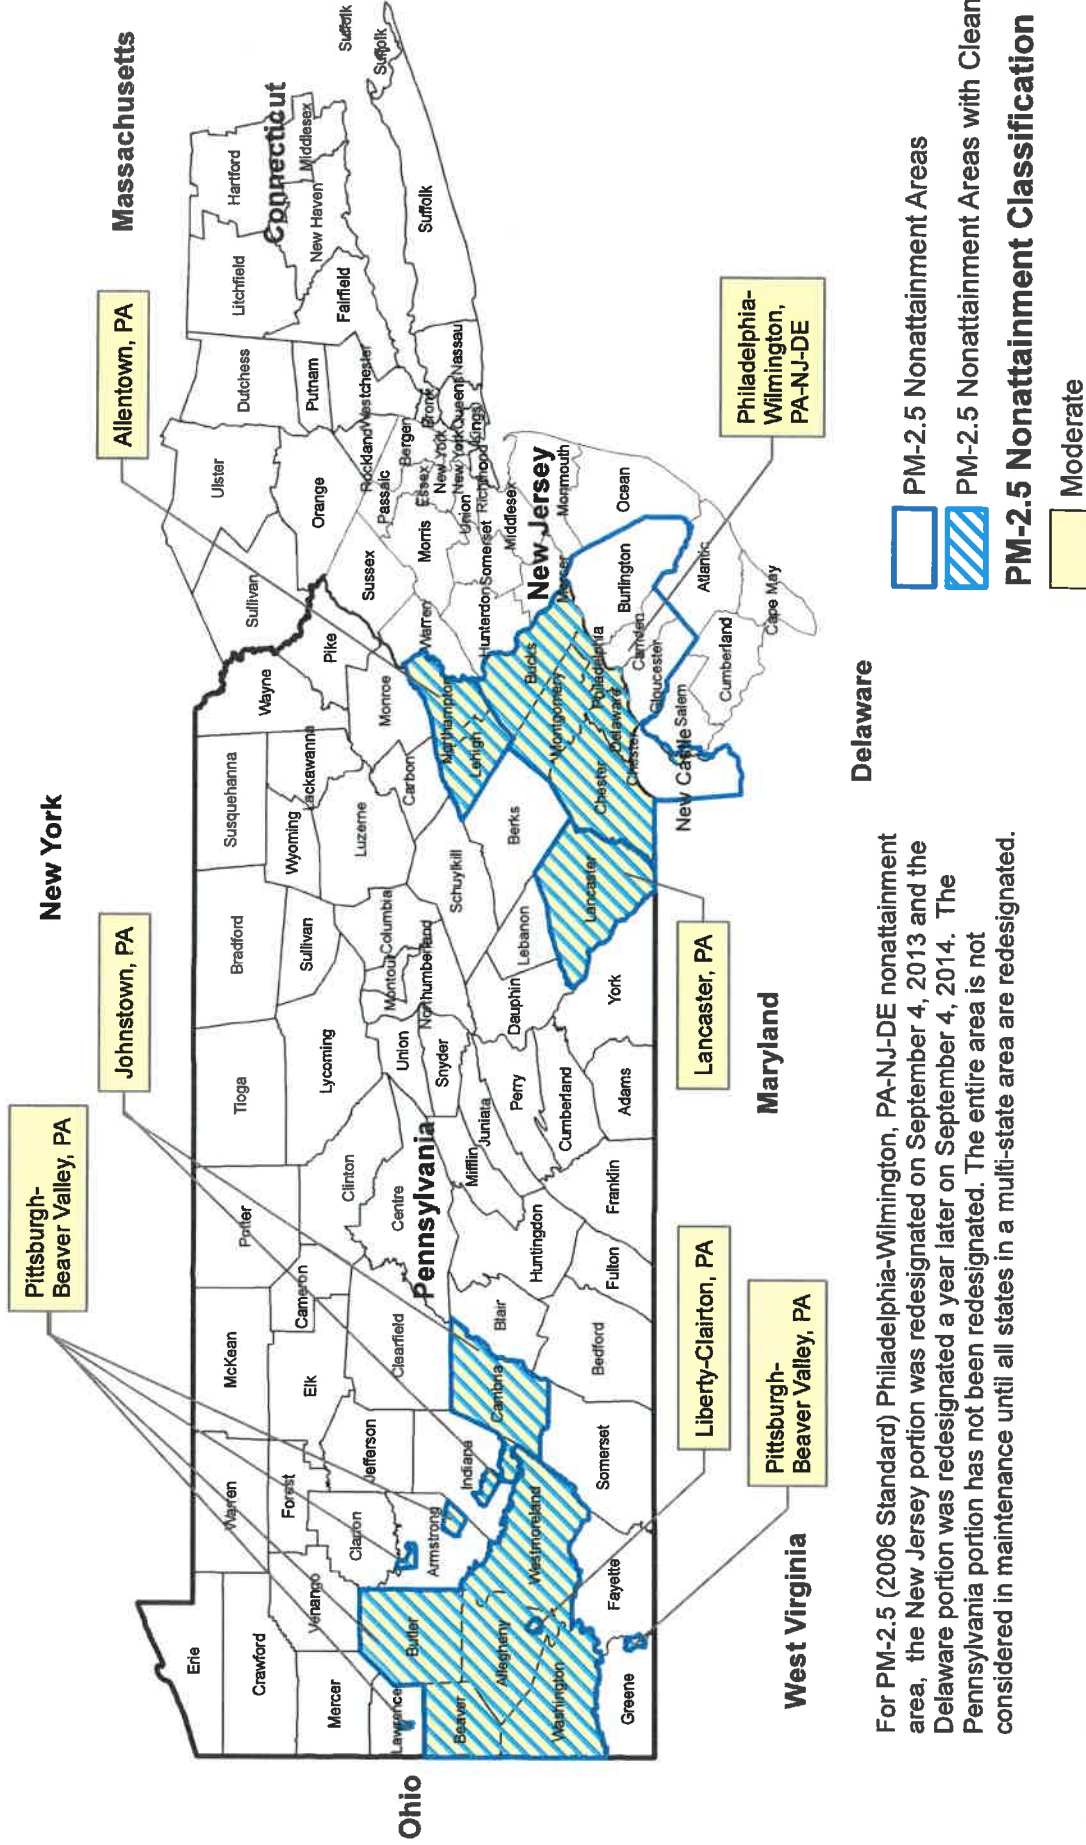 Pittsburgh-
Beaver Valley, PA
Johnstown, PA
New York
Allentown, PA
Massachusetts
Ohio
Erie
Crawford
Mercer
Lawrence
Venango
Warren
Forest
Clarion
Jefferson
Armstrong
Indiana
Butler
Beaver
Allegheny
Washington
Greene
Fayette
Westmoreland
Somerset
Cambria
McKean
Elk
Cameron
Clearfield
Potter
Clinton
Centre
Pennsylvania
Blair
Bedford
Huntingdon
Fulton
Franklin
Mifflin
Juniata
Perry
Cumberland
Adams
Tioga
Lycoming
Union
Snyder
Northumberland
Montour
Columbia
Dauphin
York
Bradford
Sullivan
Lebanon
Schuylkill
Lancaster
Susquehanna
Wyoming
Lackawanna
Luzerne
Carbon
Berks
Wayne
Pike
Monroe
Northampton
Lehigh
Bucks
Montgomery
Philadelphia
Delaware
Chester
Chester
New Castle
Salem
Gloucester
Camden
Burlington
Atlantic
Cumberland
Cape May
Ocean
Monmouth
Mercer
New Jersey
Middlesex
Somerset
Hunterdon
Warren
Sussex
Morris
Union
Essex
Passaic
Bergen
Richmond
New York
New York
Kings
Queens
Bronx
Nassau
Rockland
Westchester
Sullivan
Ulster
Orange
Dutchess
Putnam
Litchfield
Hartford
Connecticut
Middlesex
New Haven
Fairfield
Suffolk
Suffolk
Suffolk
West Virginia
Pittsburgh-
Beaver Valley, PA
Liberty-Clairton, PA
Maryland
Lancaster, PA
Delaware
Philadelphia-
Wilmington,
PA-NJ-DE
For PM-2.5 (2006 Standard) Philadelphia-Wilmington, PA-NJ-DE nonattainment
area, the New Jersey portion was redesignated on September 4, 2013 and the
Delaware portion was redesignated a year later on September 4, 2014. The
Pennsylvania portion has not been redesignated. The entire area is not
considered in maintenance until all states in a multi-state area are redesignated.
PM-2.5 Nonattainment Areas
PM-2.5 Nonattainment Areas with Clean
PM-2.5 Nonattainment Classification
Moderate